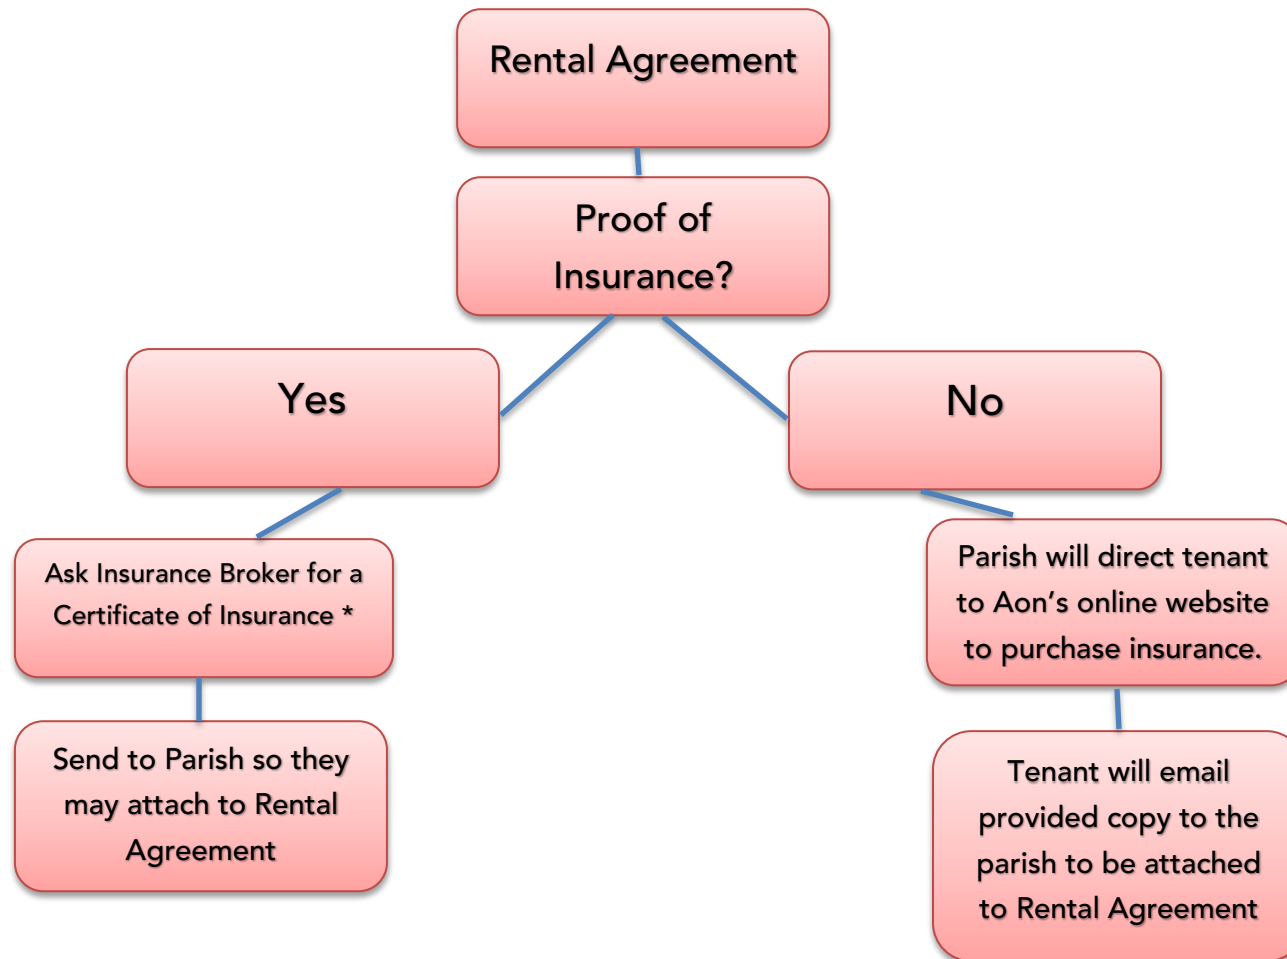 Rental Agreement
Proof of
Insurance?
Yes
No
Ask Insurance Broker for a
Certificate of Insurance *
Send to Parish so they
may attach to Rental
Agreement
Parish will direct tenant
to Aon’s online website
to purchase insurance.
Tenant will email
provided copy to the
parish to be attached
to Rental Agreement